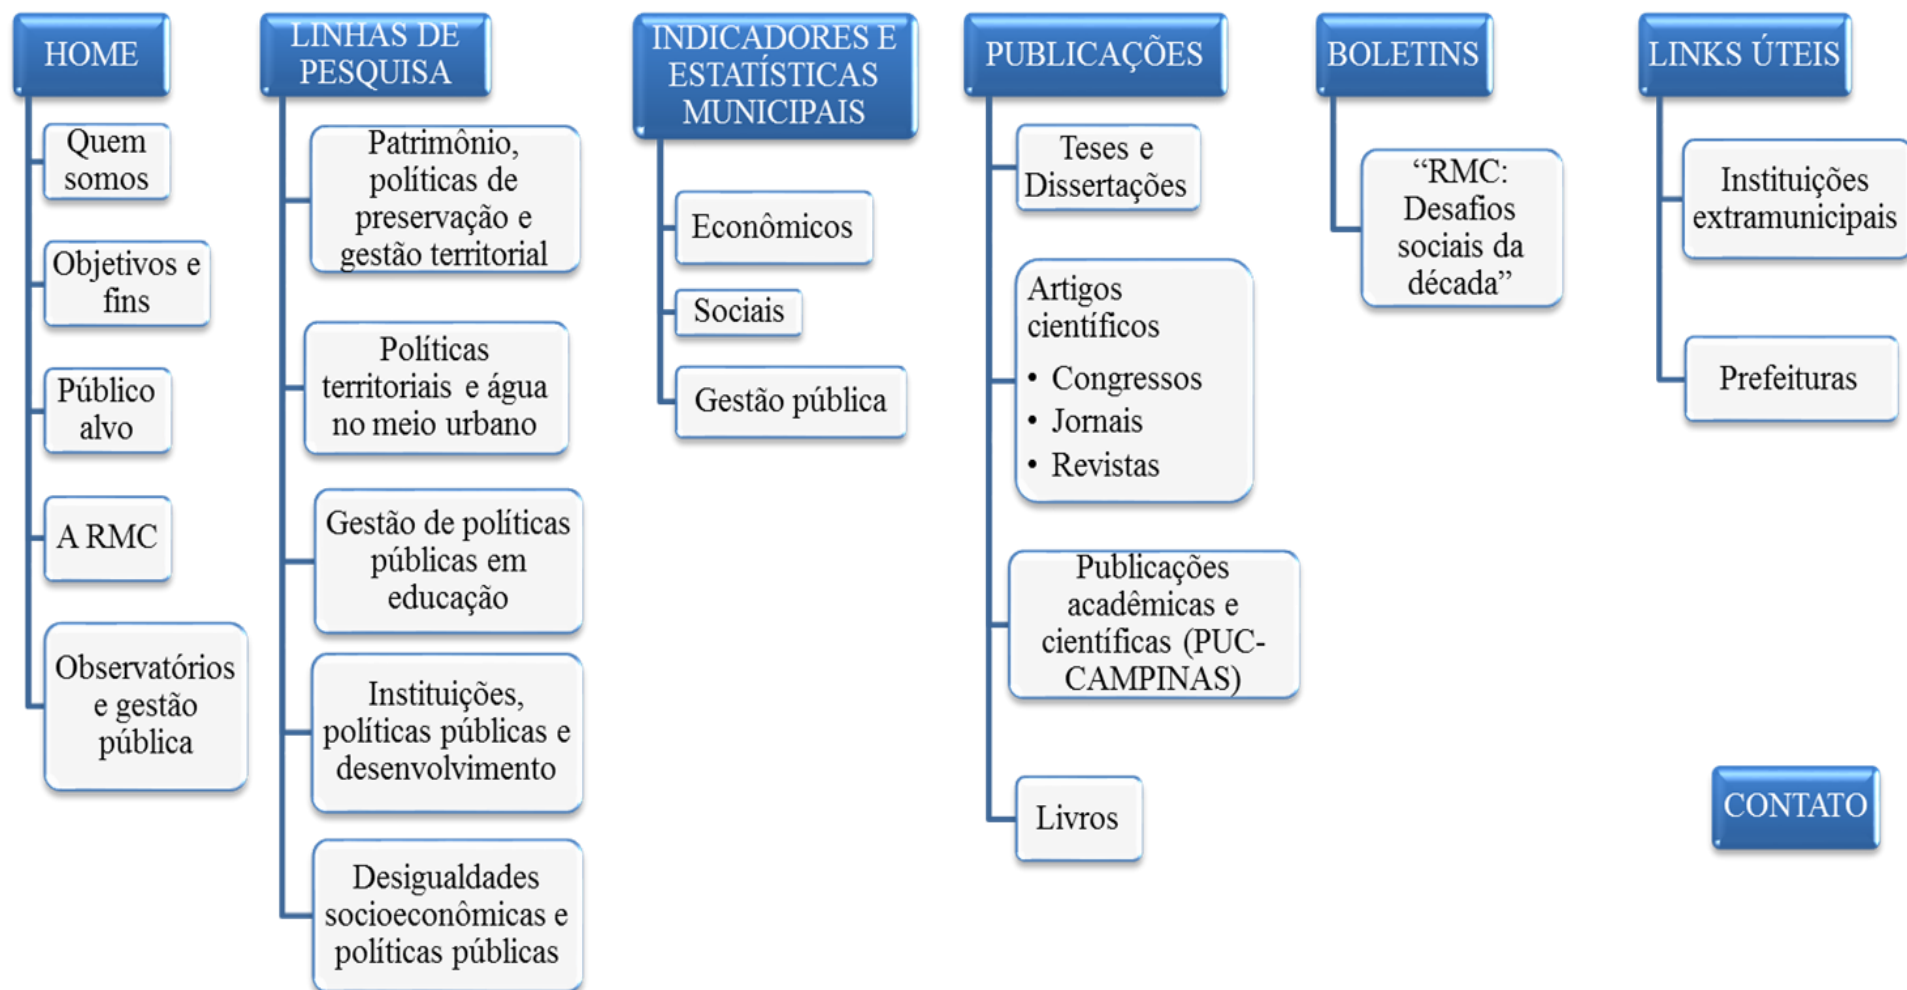 HOME
Quem
somos
Objetivos e
fins
Público
alvo
A RMC
Observatórios
e gestão
pública
LINHAS DE
PESQUISA
Patrimônio,
políticas de
preservação e
gestão territorial
Políticas
territoriais e água
no meio urbano
Gestão de políticas
públicas em
educação
Instituições,
políticas públicas e
desenvolvimento
Desigualdades
socioeconômicas e
políticas públicas
INDICADORES E
ESTATÍSTICAS
MUNICIPAIS
Econômicos
Sociais
Gestão pública
PUBLICAÇÕES
Teses e
Dissertações
Artigos
científicos
• Congressos
• Jornais
• Revistas
Publicações
acadêmicas e
científicas (PUC-
CAMPINAS)
Livros
BOLETINS
“RMC:
Desafios
sociais da
década”
LINKS ÚTEIS
Instituições
extramunicipais
Prefeituras
CONTATO